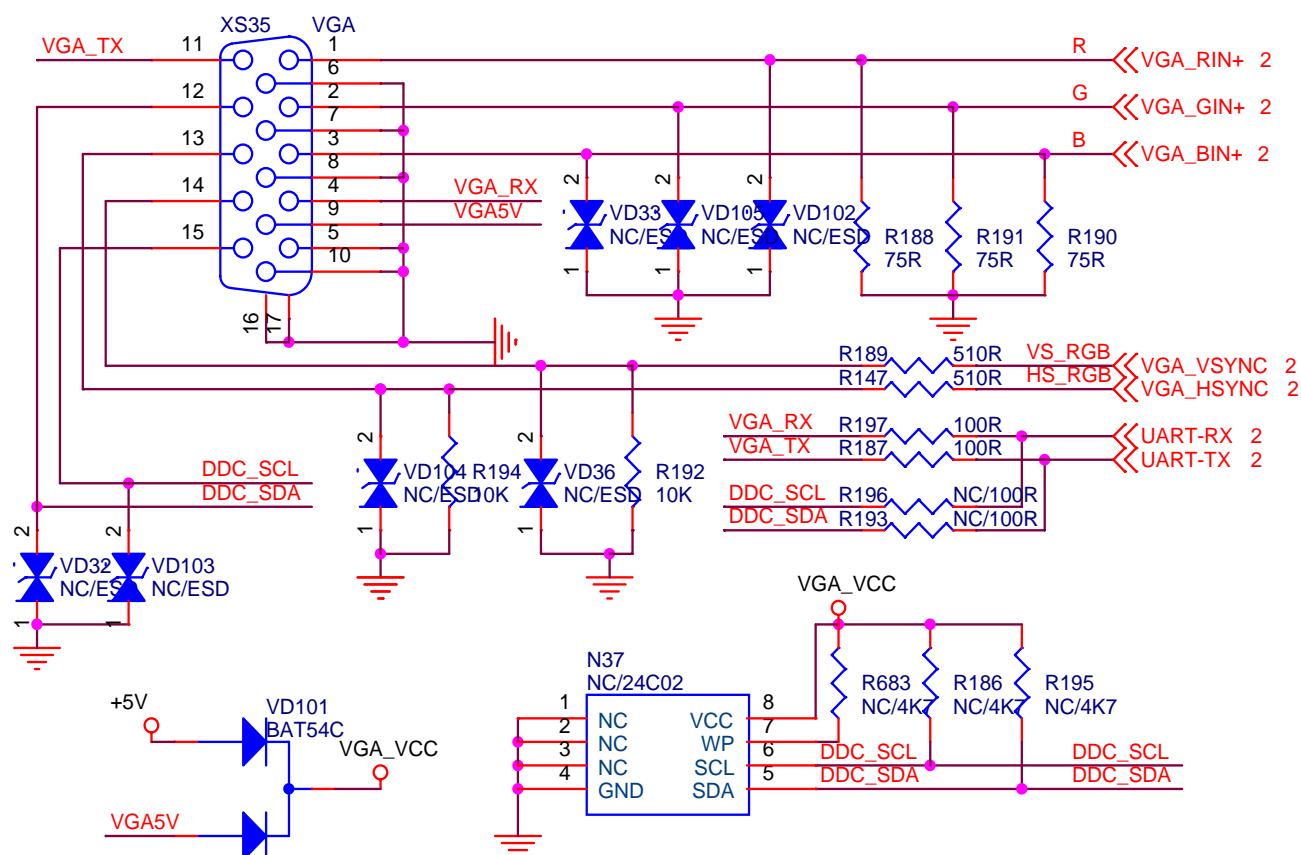 XS35 VGA
VGA_TX 11 1 R VGA_RIN+ 2
6
12 2 G VGA_GIN+ 2
7
13 3 B VGA_BIN+ 2
8
14 4 VGA_RX
9 VGA5V
15 5
10
16 17
2 VD33 NC/ESD 1
2 VD105 NC/ESD 1
2 VD102 NC/ESD 1
R188 75R
R191 75R
R190 75R
R189 510R VS_RGB VGA_VSYNC 2
R147 510R HS_RGB VGA_HSYNC 2
VGA_RX R197 100R UART-RX 2
VGA_TX R187 100R UART-TX 2
DDC_SCL R196 NC/100R
DDC_SDA R193 NC/100R
2 VD104 NC/ESD 1
R194 10K
2 VD36 NC/ESD 1
R192 10K
DDC_SCL
DDC_SDA
2 VD32 NC/ESD 1
2 VD103 NC/ESD 1
VGA_VCC
N37
NC/24C02
R683 NC/4K7
R186 NC/4K7
R195 NC/4K7
1 NC VCC 8
2 NC WP 7
3 NC SCL 6 DDC_SCL DDC_SCL
4 GND SDA 5 DDC_SDA DDC_SDA
+5V
VD101
BAT54C
VGA_VCC
VGA5V